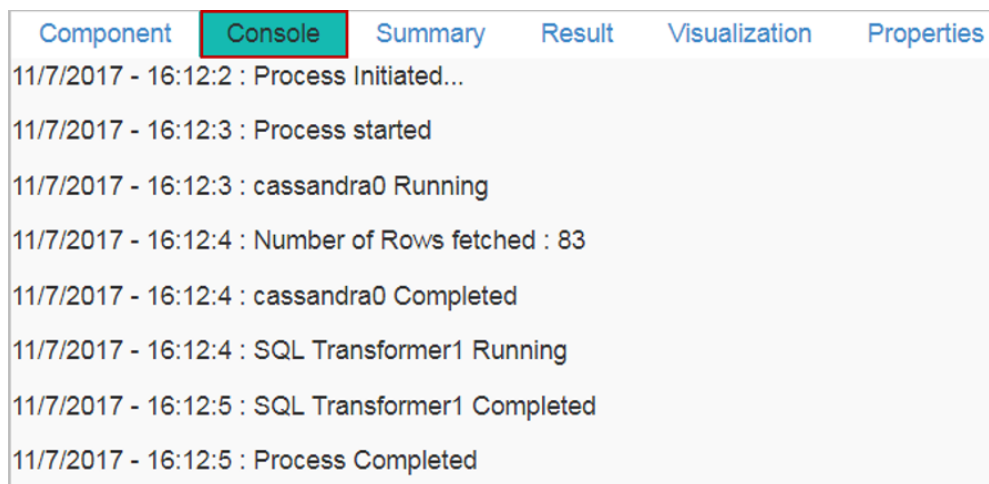 Component Console Summary Result Visualization Properties
11/7/2017 - 16:12:2 : Process Initiated...
11/7/2017 - 16:12:3 : Process started
11/7/2017 - 16:12:3 : cassandra0 Running
11/7/2017 - 16:12:4 : Number of Rows fetched : 83
11/7/2017 - 16:12:4 : cassandra0 Completed
11/7/2017 - 16:12:4 : SQL Transformer1 Running
11/7/2017 - 16:12:5 : SQL Transformer1 Completed
11/7/2017 - 16:12:5 : Process Completed